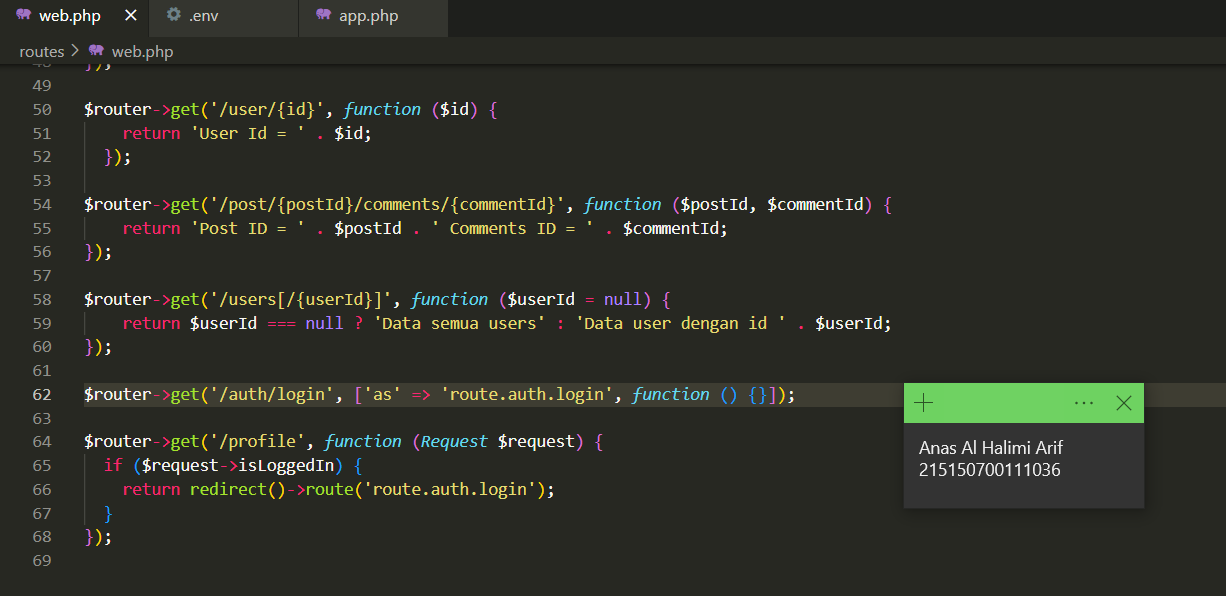 web.php
.env
app.php
routes > web.php
48 });
49
50 $router->get('/user/{id}', function ($id) {
51     return 'User Id = ' . $id;
52   });
53
54 $router->get('/post/{postId}/comments/{commentId}', function ($postId, $commentId) {
55     return 'Post ID = ' . $postId . ' Comments ID = ' . $commentId;
56 });
57
58 $router->get('/users[/{userId}]', function ($userId = null) {
59     return $userId === null ? 'Data semua users' : 'Data user dengan id ' . $userId;
60 });
61
62 $router->get('/auth/login', ['as' => 'route.auth.login', function () {}]);
63
64 $router->get('/profile', function (Request $request) {
65   if ($request->isLoggedIn) {
66     return redirect()->route('route.auth.login');
67   }
68 });
69
Anas Al Halimi Arif
215150700111036